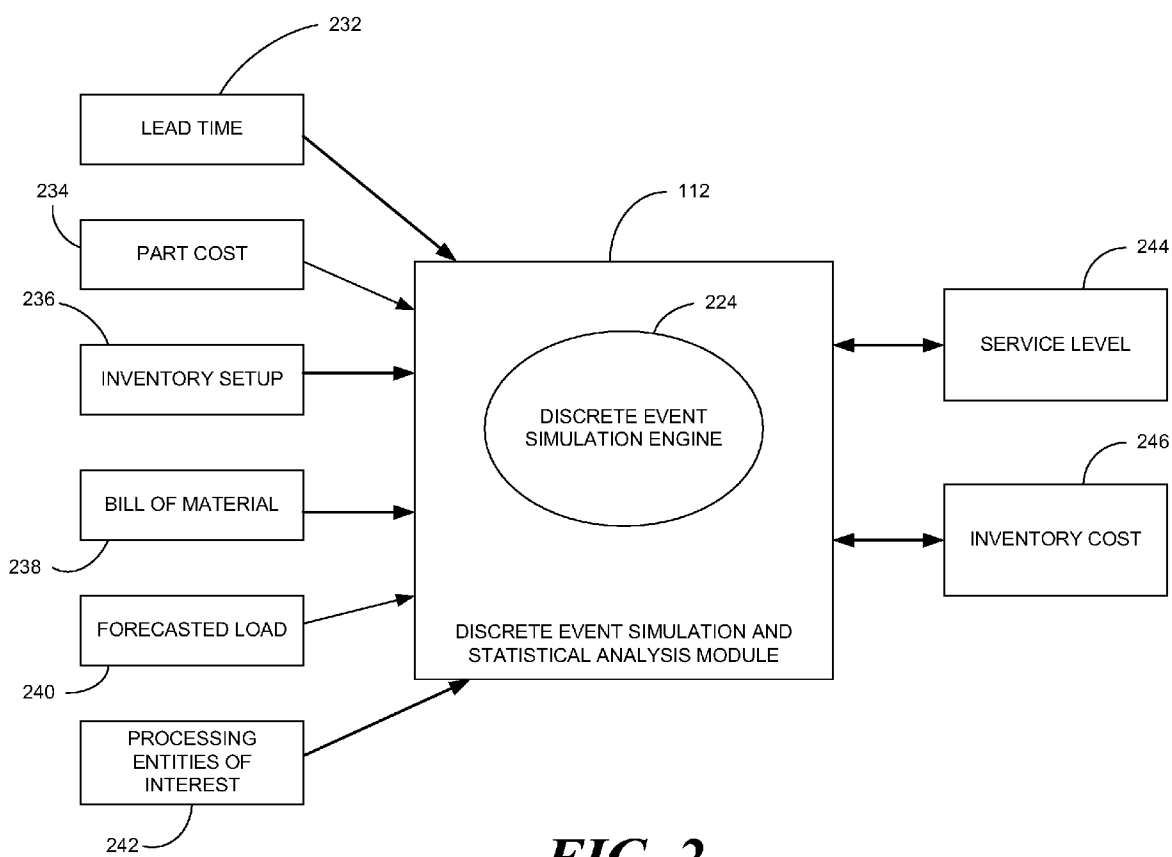 232
LEAD TIME
234
PART COST
236
INVENTORY SETUP
BILL OF MATERIAL
238
FORECASTED LOAD
240
PROCESSING
ENTITIES OF
INTEREST
242
112
224
DISCRETE EVENT
SIMULATION ENGINE
DISCRETE EVENT SIMULATION AND
STATISTICAL ANALYSIS MODULE
244
SERVICE LEVEL
246
INVENTORY COST
FIG. 2